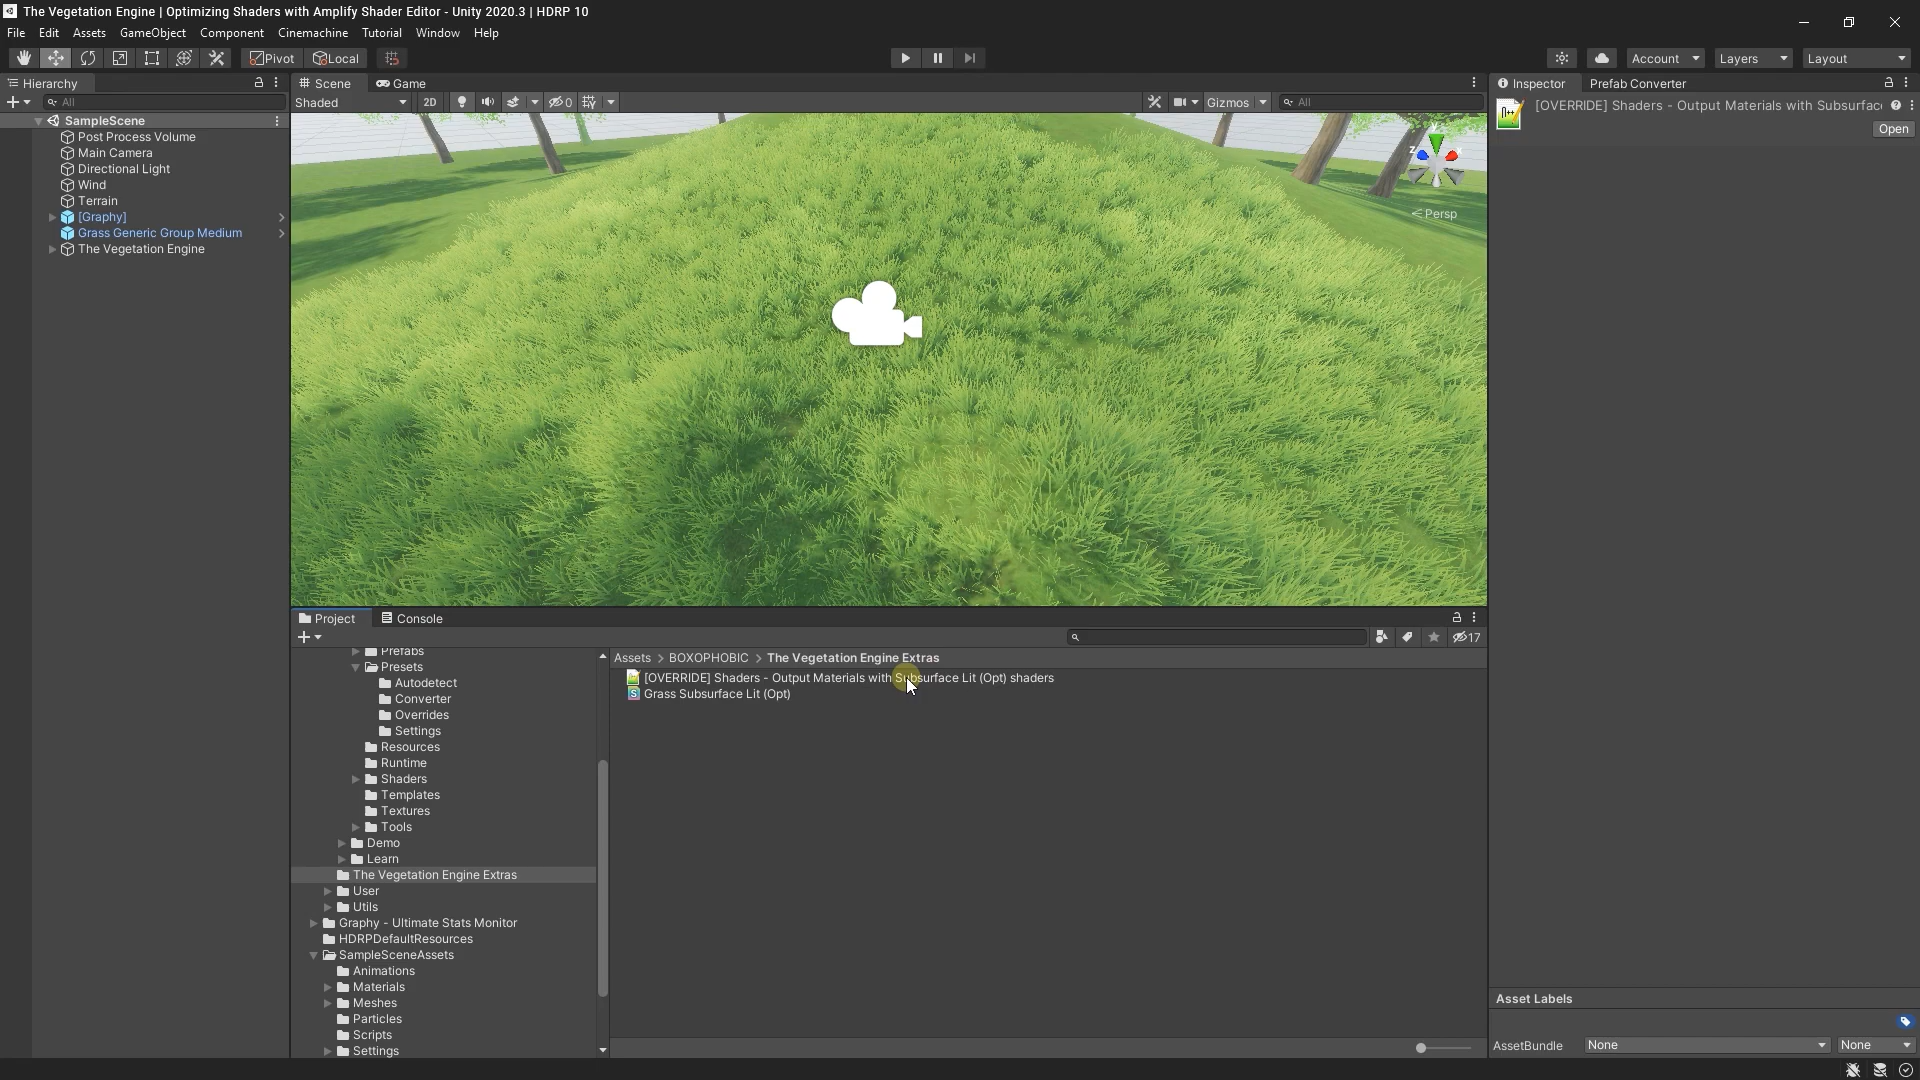 The Vegetation Engine | Optimizing Shaders with Amplify Shader Editor - Unity 2020.3 | HDRP 10
File Edit Assets GameObject Component Cinemachine Tutorial Window Help
Pivot Local Account Layers Layout
Hierarchy
All
SampleScene
Post Process Volume
Main Camera
Directional Light
Wind
Terrain
[Graphy]
Grass Generic Group Medium
The Vegetation Engine
Scene Game
Shaded 2D 0 Gizmos All
Y
Z X
Persp
Project Console
17
Prefabs
Presets
Autodetect
Converter
Overrides
Settings
Resources
Runtime
Shaders
Templates
Textures
Tools
Demo
Learn
The Vegetation Engine Extras
User
Utils
Graphy - Ultimate Stats Monitor
HDRPDefaultResources
SampleSceneAssets
Animations
Materials
Meshes
Particles
Scripts
Settings
Assets > BOXOPHOBIC > The Vegetation Engine Extras
[OVERRIDE] Shaders - Output Materials with Subsurface Lit (Opt) shaders
Grass Subsurface Lit (Opt)
Inspector Prefab Converter
[OVERRIDE] Shaders - Output Materials with Subsurfac
Open
Asset Labels
AssetBundle None None